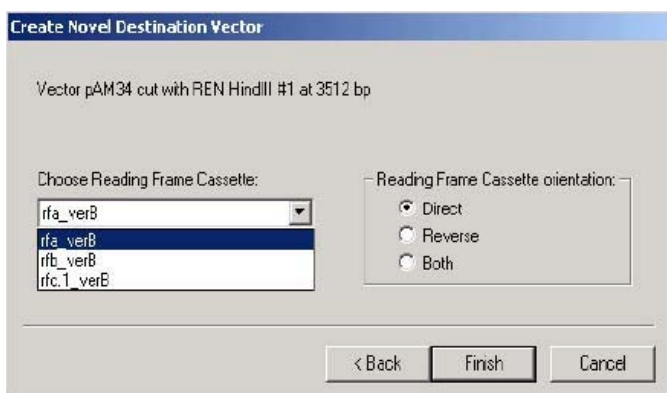 Create Novel Destination Vector
Vector pAM34 cut with REN HindIII #1 at 3512 bp
Choose Reading Frame Cassette:
rfa_verB
rfa_verB
rfb_verB
rfc.1_verB
Reading Frame Cassette orientation:
Direct
Reverse
Both
< Back
Finish
Cancel